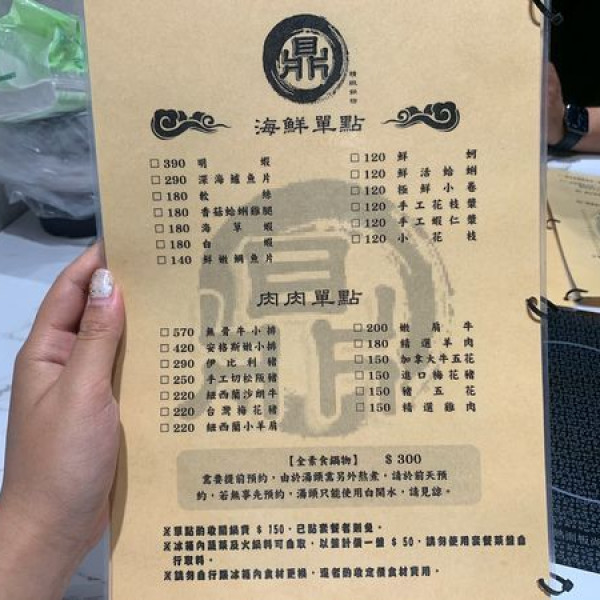 鼎
精緻鍋物
海鮮單點
□390 明蝦
□290 深海鱸魚片
□180 軟絲
□180 香菇蛤蜊雞腿
□180 海草蝦
□180 白蝦
□140 鮮嫩鯛魚片
□120 鮮蚵
□120 鮮活蛤蜊
□120 極鮮小卷
□120 手工花枝漿
□120 手工蝦仁漿
□120 小花枝
肉肉單點
□570 無骨牛小排
□420 安格斯嫩小排
□290 伊比利豬
□250 手工切松阪豬
□220 紐西蘭沙朗牛
□220 台灣梅花豬
□220 紐西蘭小羊肩
□200 嫩肩牛
□180 精選羊肉
□150 加拿大牛五花
□150 進口梅花豬
□150 豬五花
□150 精選雞肉
【全素食鍋物】 $300
需要提前預約，由於湯頭需另外熬煮，請於前天預
約，若無事先預約，湯頭只能使用白開水，請見諒。
※單點酌收開鍋費 $150，已點套餐者則免。
※冰箱內蔬菜及火鍋料可自取，以盤計價一盤 $50，請勿使用套餐菜盤自
行取料。
※請勿自行跟冰箱內食材更換，違者酌收定價食材費用。